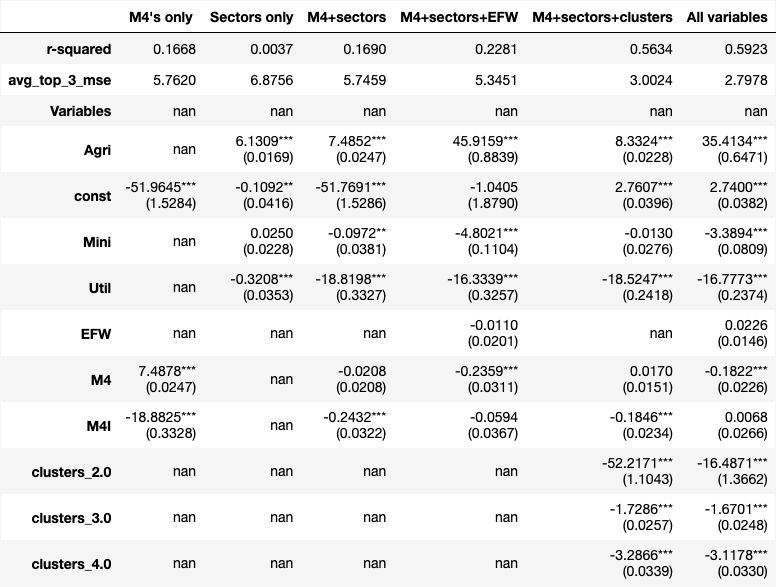 M4's only Sectors only M4+sectors M4+sectors+EFW M4+sectors+clusters All variables
r-squared 0.1668 0.0037 0.1690 0.2281 0.5634 0.5923
avg_top_3_mse 5.7620 6.8756 5.7459 5.3451 3.0024 2.7978
Variables nan nan nan nan nan nan
Agri nan 6.1309*** 7.4852*** 45.9159*** 8.3324*** 35.4134***
(0.0169) (0.0247) (0.8839) (0.0228) (0.6471)
const -51.9645*** -0.1092** -51.7691*** -1.0405 2.7607*** 2.7400***
(1.5284) (0.0416) (1.5286) (1.8790) (0.0396) (0.0382)
Mini nan 0.0250 -0.0972** -4.8021*** -0.0130 -3.3894***
(0.0228) (0.0381) (0.1104) (0.0276) (0.0809)
Util nan -0.3208*** -18.8198*** -16.3339*** -18.5247*** -16.7773***
(0.0353) (0.3327) (0.3257) (0.2418) (0.2374)
EFW nan nan nan -0.0110 nan 0.0226
(0.0201) (0.0146)
M4 7.4878*** nan -0.0208 -0.2359*** 0.0170 -0.1822***
(0.0247) (0.0208) (0.0311) (0.0151) (0.0226)
M4I -18.8825*** nan -0.2432*** -0.0594 -0.1846*** 0.0068
(0.3328) (0.0322) (0.0367) (0.0234) (0.0266)
clusters_2.0 nan nan nan nan -52.2171*** -16.4871***
(1.1043) (1.3662)
clusters_3.0 nan nan nan nan -1.7286*** -1.6701***
(0.0257) (0.0248)
clusters_4.0 nan nan nan nan -3.2866*** -3.1178***
(0.0339) (0.0330)